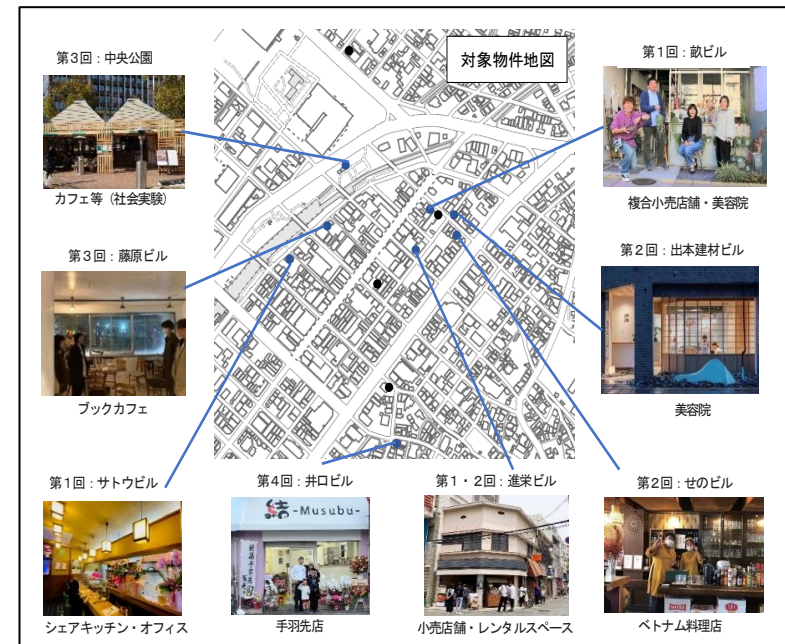 対象物件地図
第3回：中央公園
カフェ等（社会実験）
第1回：畝ビル
複合小売店舗・美容院
第3回：藤原ビル
ブックカフェ
第2回：出本建材ビル
美容院
第1回：サトウビル
シェアキッチン・オフィス
第4回：井口ビル
結 -Musubu-
手羽先店
第1・2回：進栄ビル
小売店舗・レンタルスペース
第2回：せのビル
ベトナム料理店